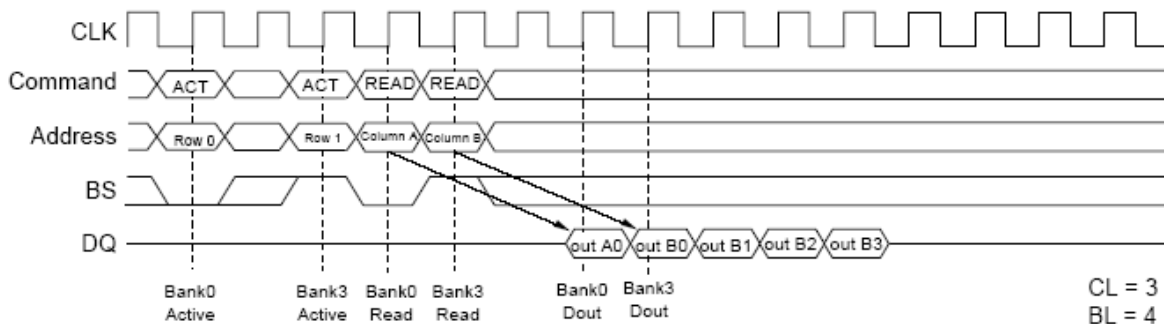 CLK
Command ACT ACT READ READ
Address Row 0 Row 1 Column A Column B
BS
DQ out A0 out B0 out B1 out B2 out B3
Bank0 Active
Bank3 Active
Bank0 Read
Bank3 Read
Bank0 Dout
Bank3 Dout
CL = 3
BL = 4